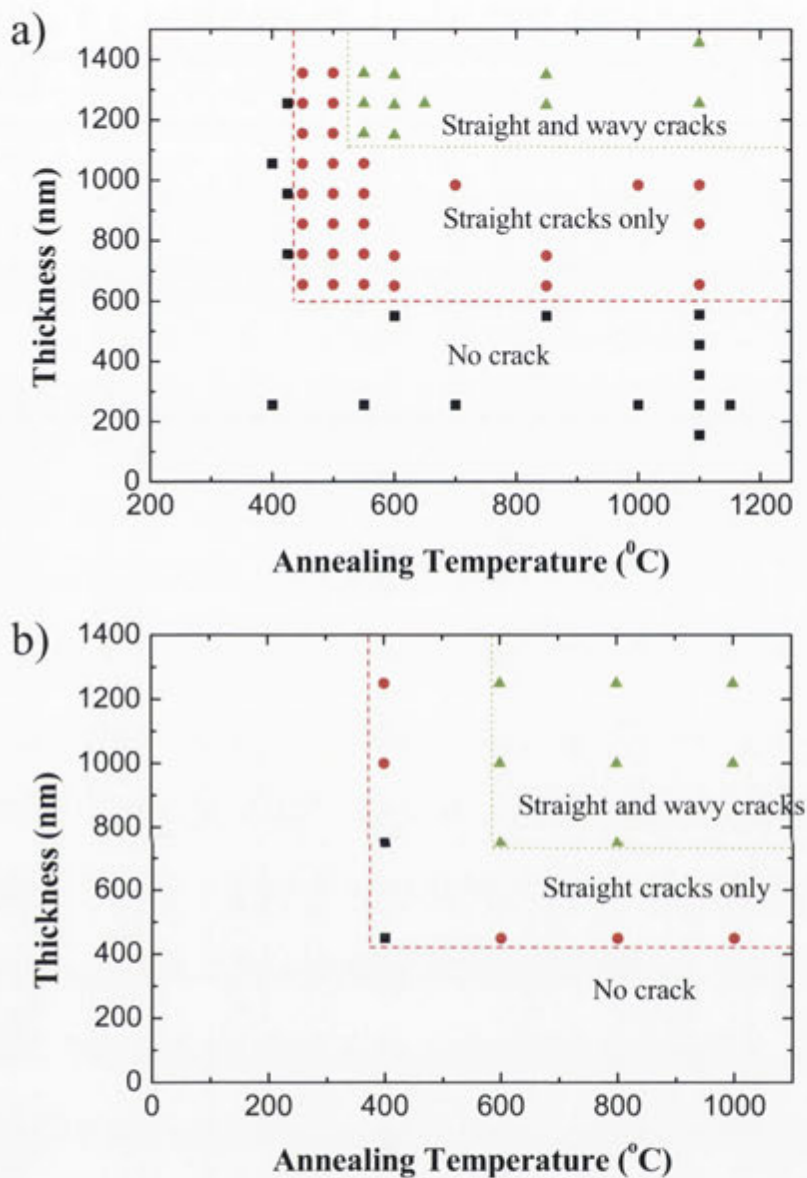 a)
1400
1200
1000
800
600
400
200
0
Thickness (nm)
Straight and wavy cracks
Straight cracks only
No crack
200 400 600 800 1000 1200
Annealing Temperature (⁰C)
b)
1400
1200
1000
800
600
400
200
0
Thickness (nm)
Straight and wavy cracks
Straight cracks only
No crack
0 200 400 600 800 1000
Annealing Temperature (°C)